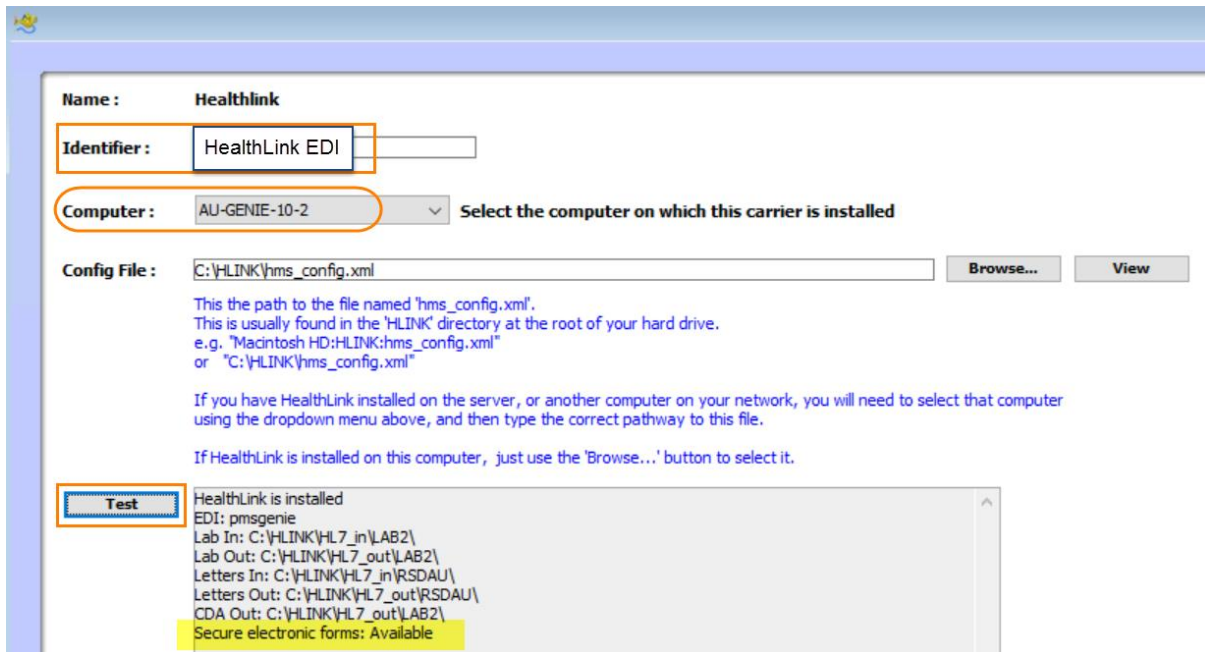 Name : Healthlink
Identifier : HealthLink EDI
Computer : AU-GENIE-10-2 Select the computer on which this carrier is installed
Config File : C:\HLINK\hms_config.xml Browse... View
This the path to the file named 'hms_config.xml'.
This is usually found in the 'HLINK' directory at the root of your hard drive.
e.g. "Macintosh HD:HLINK:hms_config.xml"
or "C:\HLINK\hms_config.xml"
If you have HealthLink installed on the server, or another computer on your network, you will need to select that computer
using the dropdown menu above, and then type the correct pathway to this file.
If HealthLink is installed on this computer, just use the 'Browse...' button to select it.
Test
HealthLink is installed
EDI: pmsgenie
Lab In: C:\HLINK\HL7_in\LAB2\
Lab Out: C:\HLINK\HL7_out\LAB2\
Letters In: C:\HLINK\HL7_in\RSDAU\
Letters Out: C:\HLINK\HL7_out\RSDAU\
CDA Out: C:\HLINK\HL7_out\LAB2\
Secure electronic forms: Available